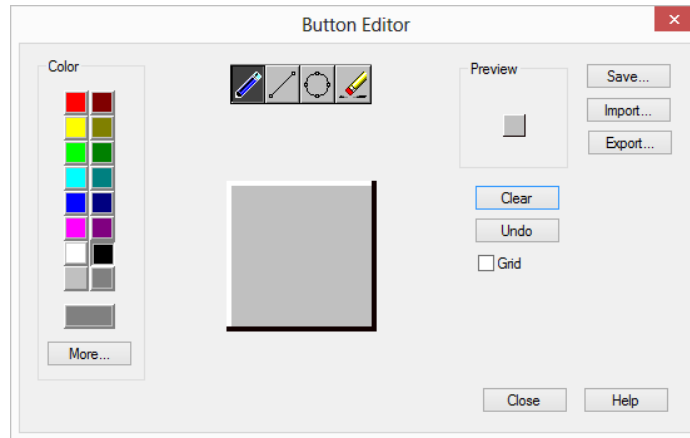 Button Editor
Color
Preview
Save...
Import...
Export...
Clear
Undo
Grid
More...
Close
Help